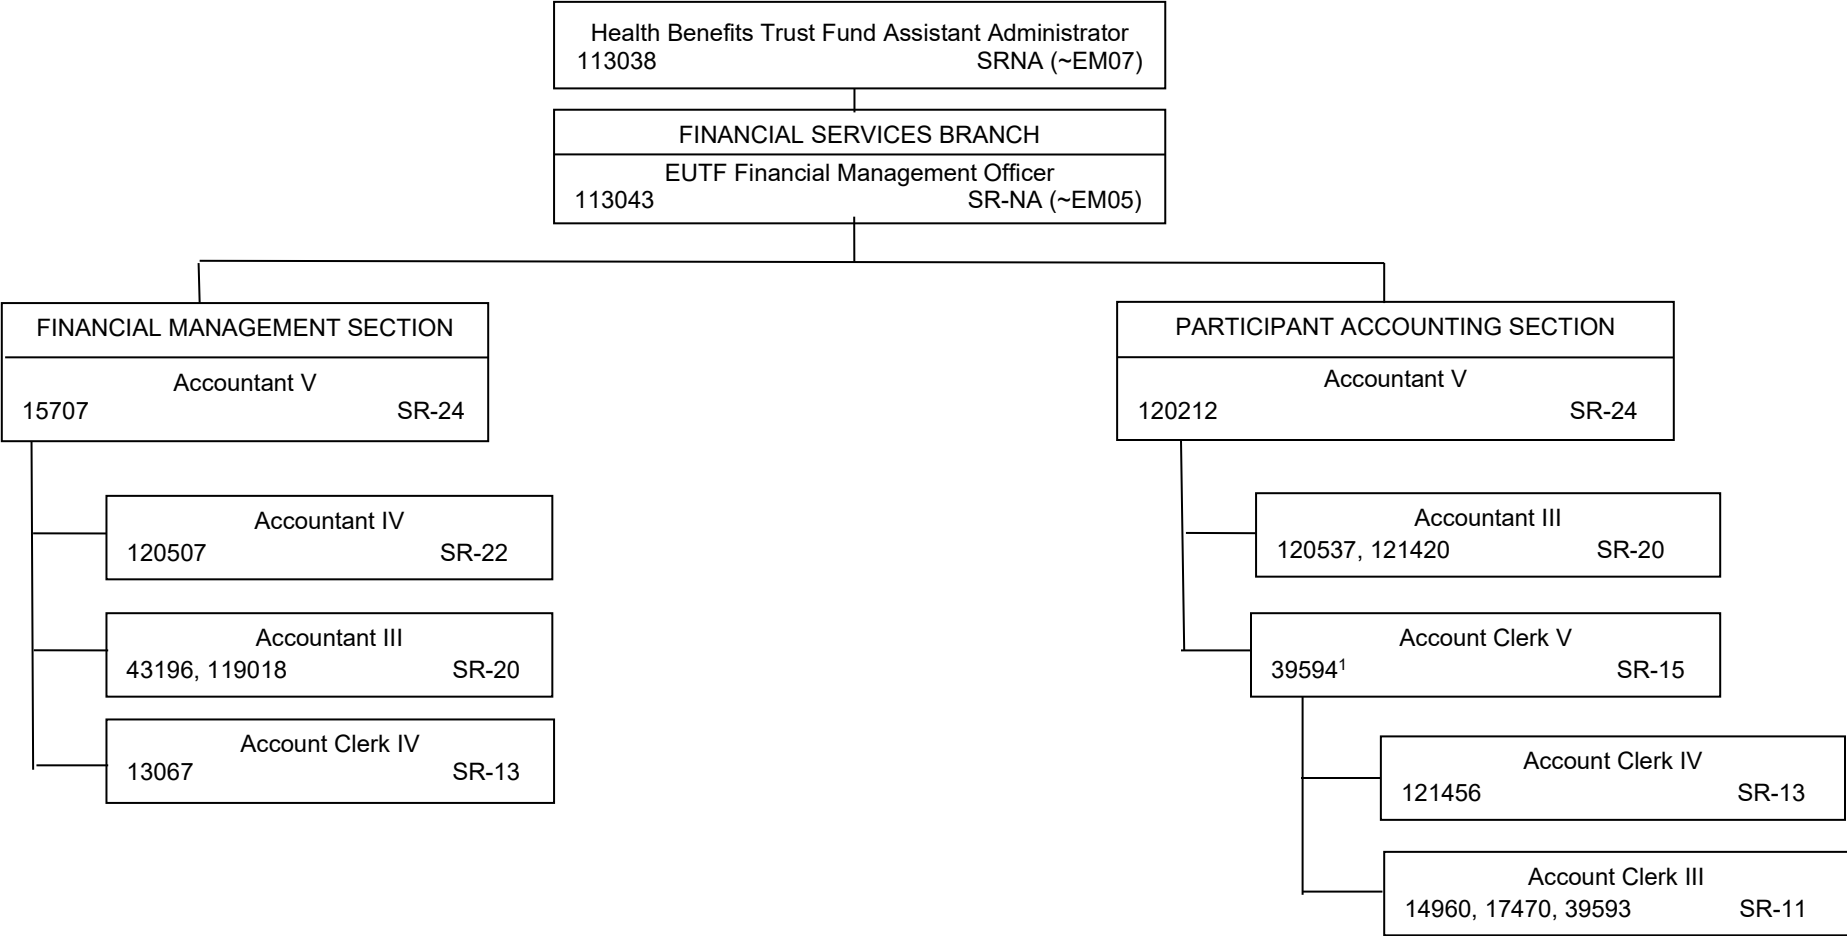 Health Benefits Trust Fund Assistant Administrator
113038 SRNA (~EM07)
FINANCIAL SERVICES BRANCH
EUTF Financial Management Officer
113043 SR-NA (~EM05)
FINANCIAL MANAGEMENT SECTION
Accountant V
15707 SR-24
Accountant IV
120507 SR-22
Accountant III
43196, 119018 SR-20
Account Clerk IV
13067 SR-13
PARTICIPANT ACCOUNTING SECTION
Accountant V
120212 SR-24
Accountant III
120537, 121420 SR-20
Account Clerk V
39594¹ SR-15
Account Clerk IV
121456 SR-13
Account Clerk III
14960, 17470, 39593 SR-11